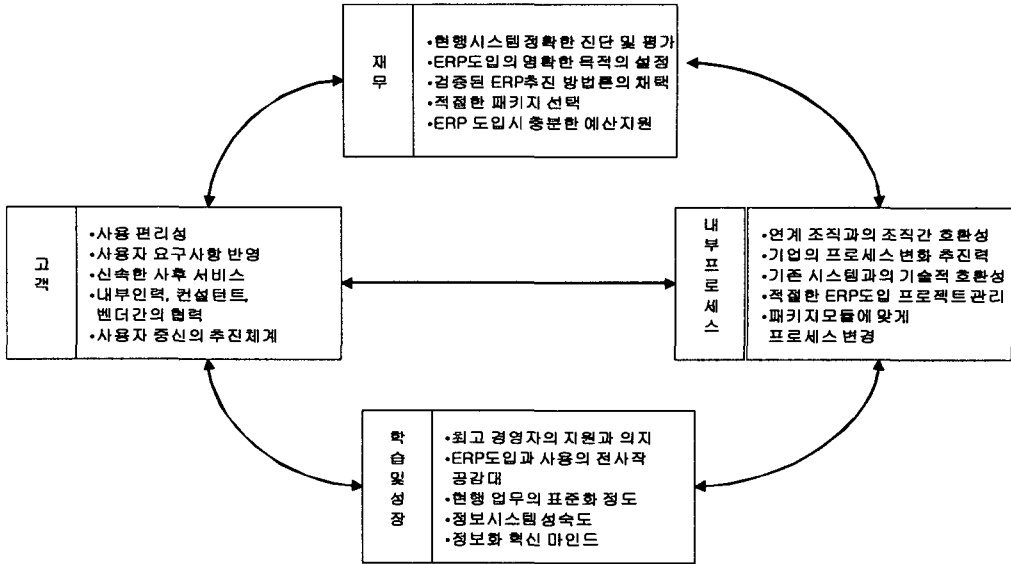 재무
•현행시스템 정확한 진단 및 평가
•ERP도입의 명확한 목적의 설정
•검증된 ERP추진 방법론의 채택
•적절한 패키지 선택
•ERP 도입시 충분한 예산지원
고객
•사용 편리성
•사용자 요구사항 반영
•신속한 사후 서비스
•내부인력, 컨설턴트,
벤더간의 협력
•사용자 중신의 추진체계
내부프로세스
•연계 조직과의 조직간 호환성
•기업의 프로세스 변화 추진력
•기존 시스템과의 기술적 호환성
•적절한 ERP도입 프로젝트관리
•패키지모듈에 맞게
프로세스 변경
학습및성장
•최고 경영자의 지원과 의지
•ERP도입과 사용의 전사작
공감대
•현행 업무의 표준화 정도
•정보시스템 성숙도
•정보화 혁신 마인드